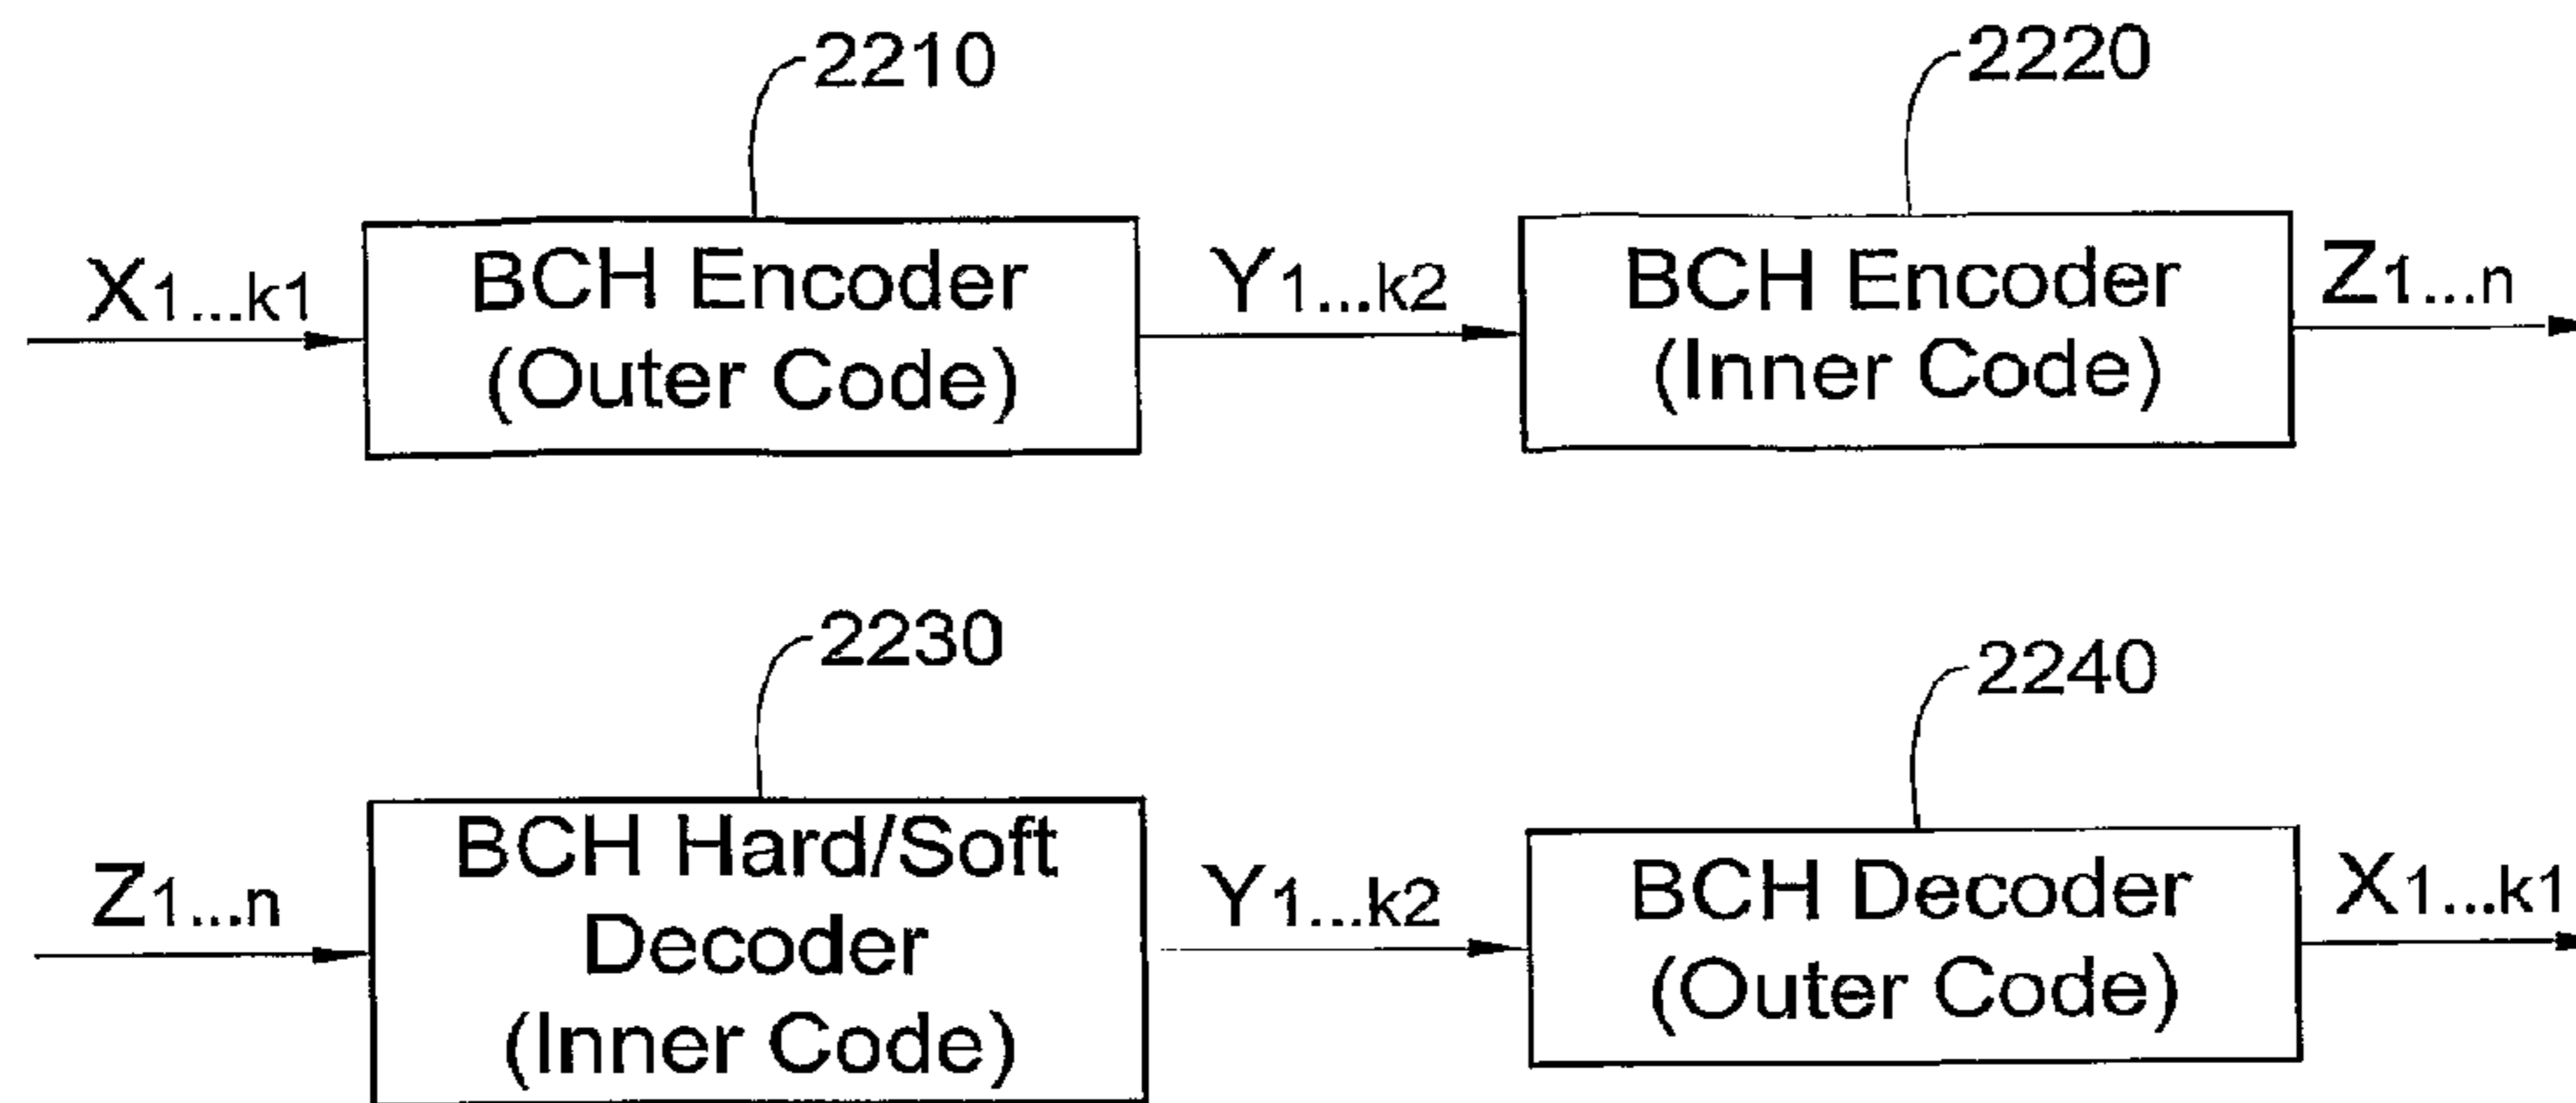 2210
2220
X1...k1
BCH Encoder
(Outer Code)
Y1...k2
BCH Encoder
(Inner Code)
Z1...n
2230
2240
Z1...n
BCH Hard/Soft
Decoder
(Inner Code)
Y1...k2
BCH Decoder
(Outer Code)
X1...k1